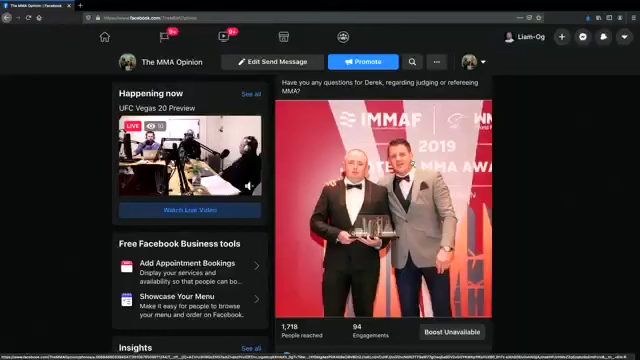 The MMA Opinion | Facebook
https://www.facebook.com/TheMMAOpinion
9+
9+
Liam-Og
The MMA Opinion
Edit Send Message
Promote
Have you any questions for Derek, regarding judging or refereeing
MMA?
Happening now
See all
UFC Vegas 20 Preview
LIVE
10
Watch Live Video
IMMAF
2019
MMA AWA
Free Facebook Business tools
Add Appointment Bookings
Display your services and
availability so that people can bo...
Showcase Your Menu
Make it easy for people to browse
your menu and order on Facebook.
Insights
See all
1,718
People reached
94
Engagements
Boost Unavailable